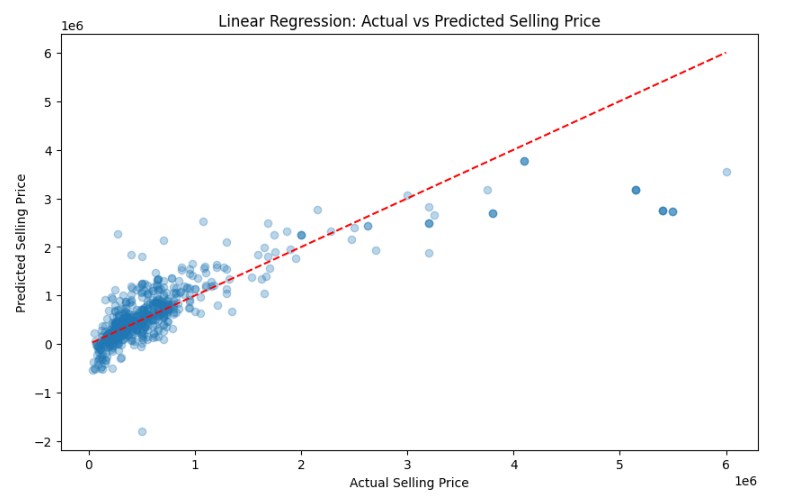 Linear Regression: Actual vs Predicted Selling Price
1e6
6
5
4
3
2
1
0
−1
−2
Predicted Selling Price
0 1 2 3 4 5 6
1e6
Actual Selling Price